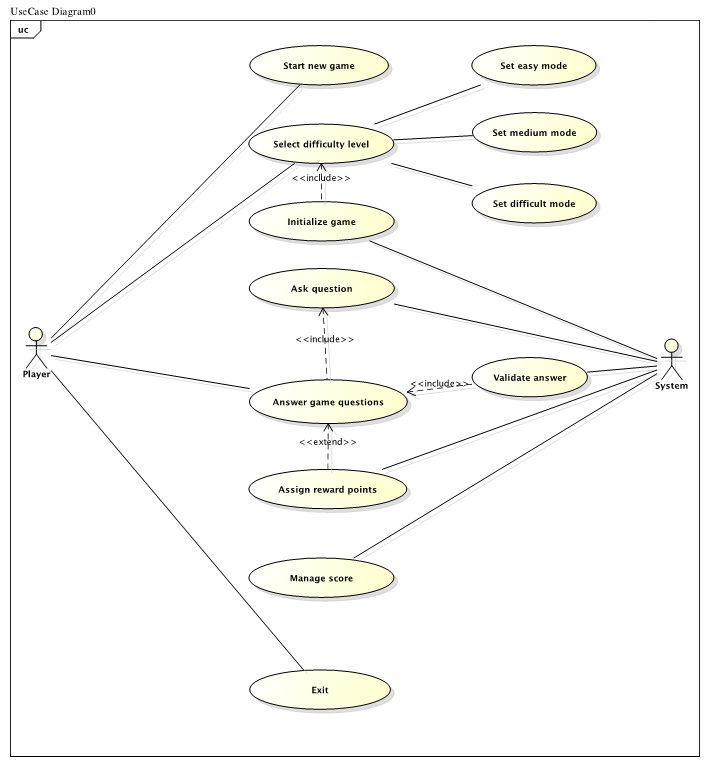 UseCase Diagram0
uc
Start new game
Set easy mode
Set medium mode
Select difficulty level
<<include>>
Set difficult mode
Initialize game
Ask question
<<include>>
Player
System
Validate answer
<<include>>
Answer game questions
<<extend>>
Assign reward points
Manage score
Exit